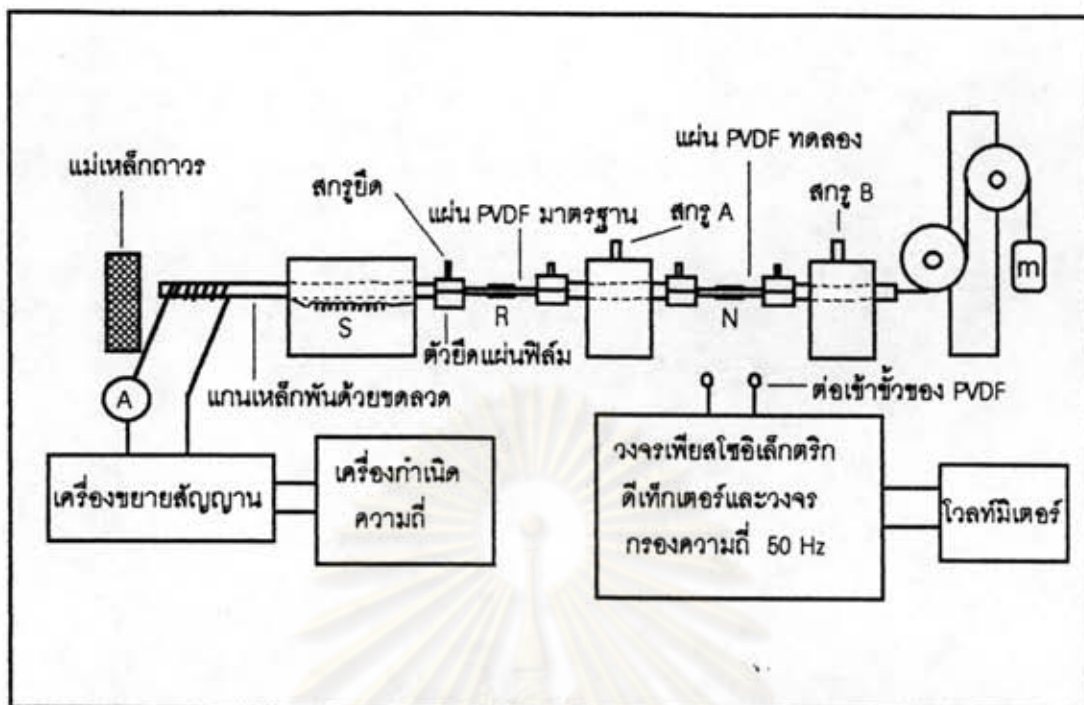 แผ่น PVDF ทดลอง
แม่เหล็กถาวร
สกรูยึด
แผ่น PVDF มาตรฐาน
สกรู A
สกรู B
m
S
R
N
ตัวยึดแผ่นฟิล์ม
A
แกนเหล็กพันด้วยขดลวด
ต่อเข้าขั้วของ PVDF
เครื่องขยายสัญญาน
เครื่องกำเนิด
ความถี่
วงจรเพียสโซอิเล็กตริก
ดีเท็กเตอร์และวงจร
กรองความถี่ 50 Hz
โวลท์มิเตอร์